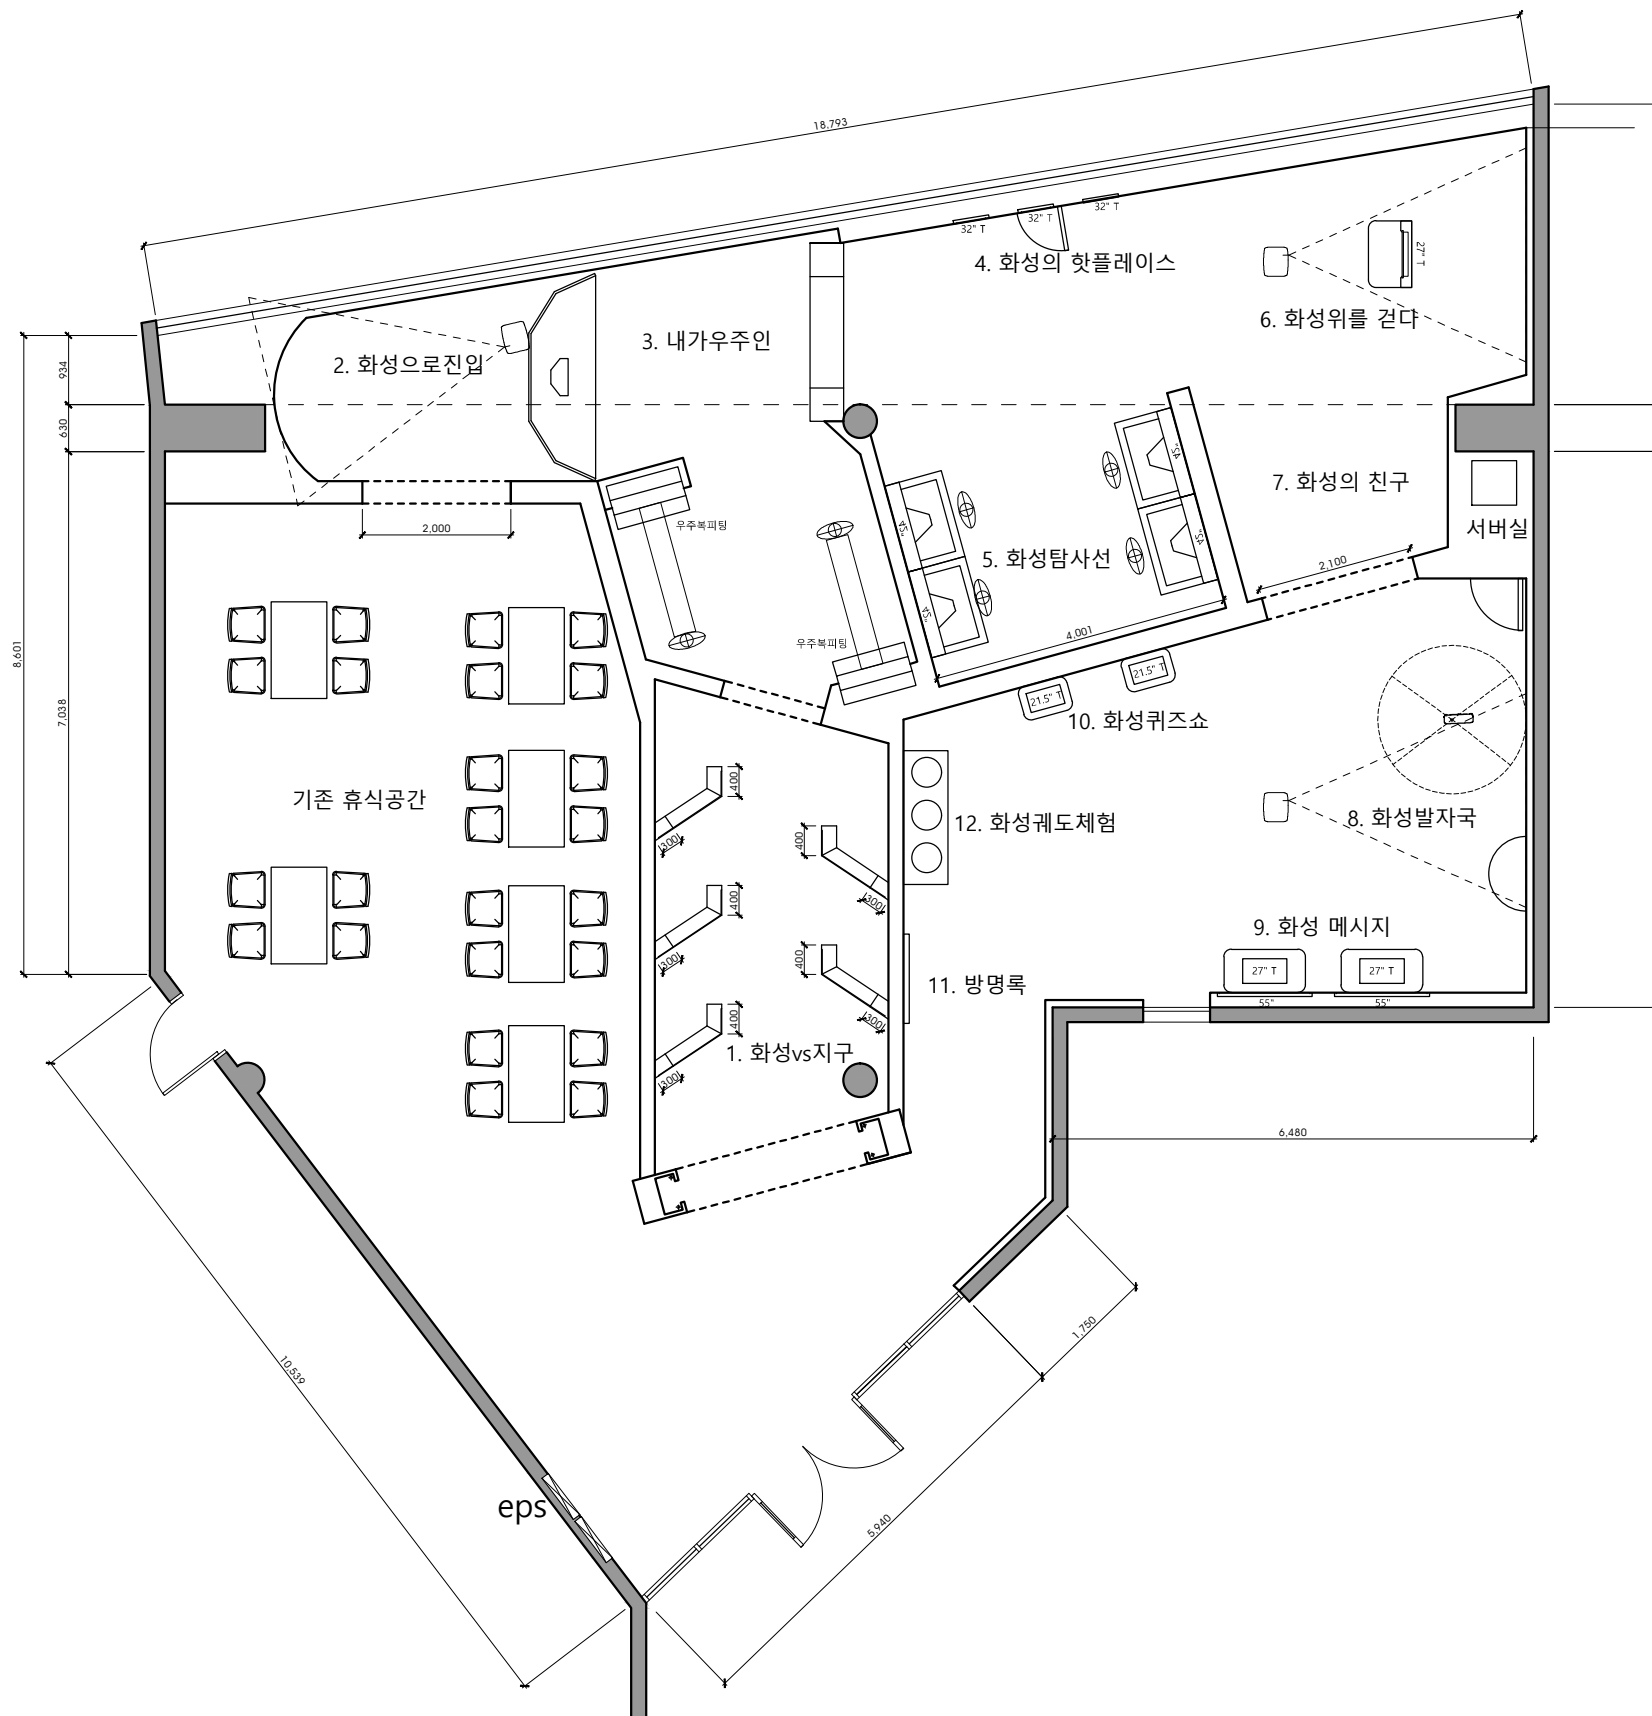 18,793
32" T
32" T
32" T
4. 화성의 핫플레이스
27" T
6. 화성위를 걷다
3. 내가우주인
2. 화성으로진입
934
630
8,601
7,038
2,000
우주복피팅
우주복피팅
42"
42"
42"
42"
5. 화성탐사선
7. 화성의 친구
서버실
2,100
4,001
21.5" T
21.5" T
10. 화성퀴즈쇼
기존 휴식공간
400
300
400
300
400
300
400
300
400
300
12. 화성궤도체험
8. 화성발자국
9. 화성 메시지
27" T
27" T
55"
55"
11. 방명록
1. 화성vs지구
6,480
1,750
10,539
5,940
eps